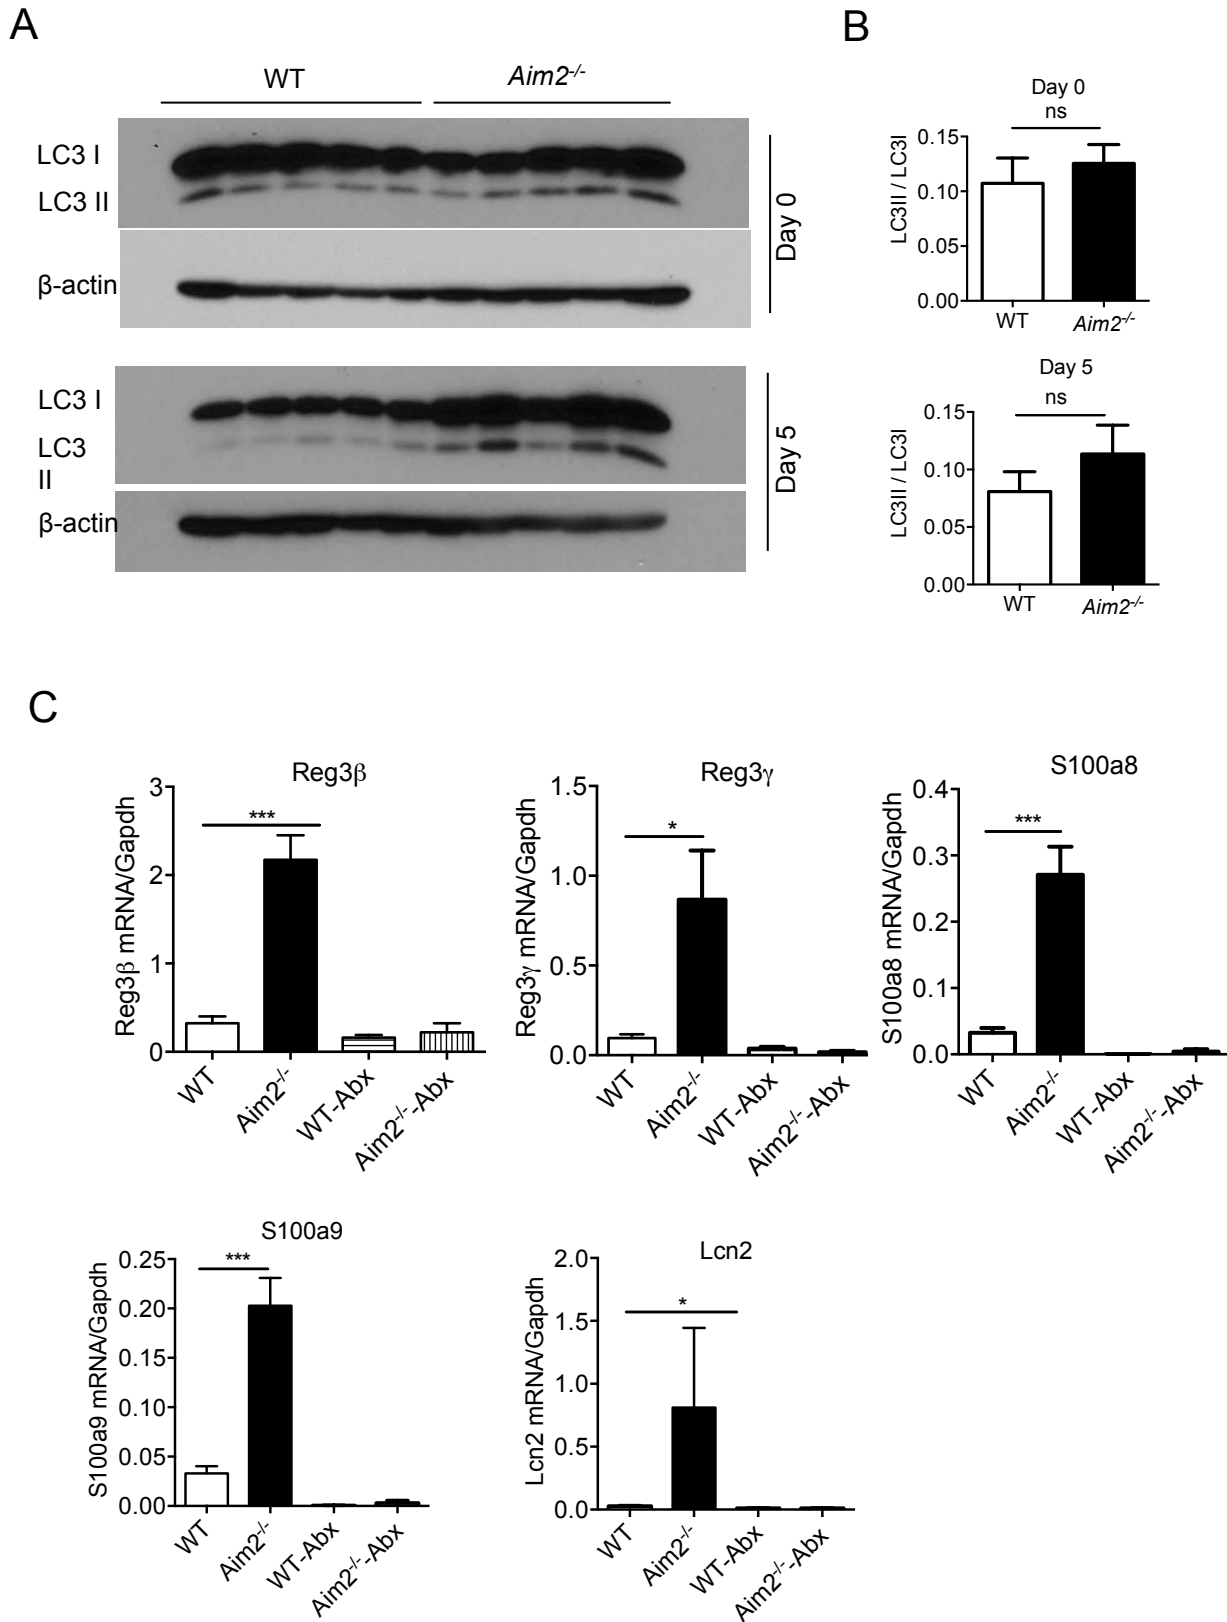 A
B
WT
Aim2-/-
LC3 I
LC3 II
β-actin
Day 0
LC3 I
LC3
II
β-actin
Day 5
Day 0
ns
LC3II / LC3I
0.15
0.10
0.05
0.00
WT
Aim2-/-
Day 5
ns
LC3II / LC3I
0.15
0.10
0.05
0.00
WT
Aim2-/-
C
Reg3β
***
Reg3β mRNA/Gapdh
3
2
1
0
WT
Aim2-/-
WT-Abx
Aim2-/--Abx
Reg3γ
*
Reg3γ mRNA/Gapdh
1.5
1.0
0.5
0.0
WT
Aim2-/-
WT-Abx
Aim2-/--Abx
S100a8
***
S100a8 mRNA/Gapdh
0.4
0.3
0.2
0.1
0.0
WT
Aim2-/-
WT-Abx
Aim2-/--Abx
S100a9
***
S100a9 mRNA/Gapdh
0.25
0.20
0.15
0.10
0.05
0.00
WT
Aim2-/-
WT-Abx
Aim2-/--Abx
Lcn2
*
Lcn2 mRNA/Gapdh
2.0
1.5
1.0
0.5
0.0
WT
Aim2-/-
WT-Abx
Aim2-/--Abx